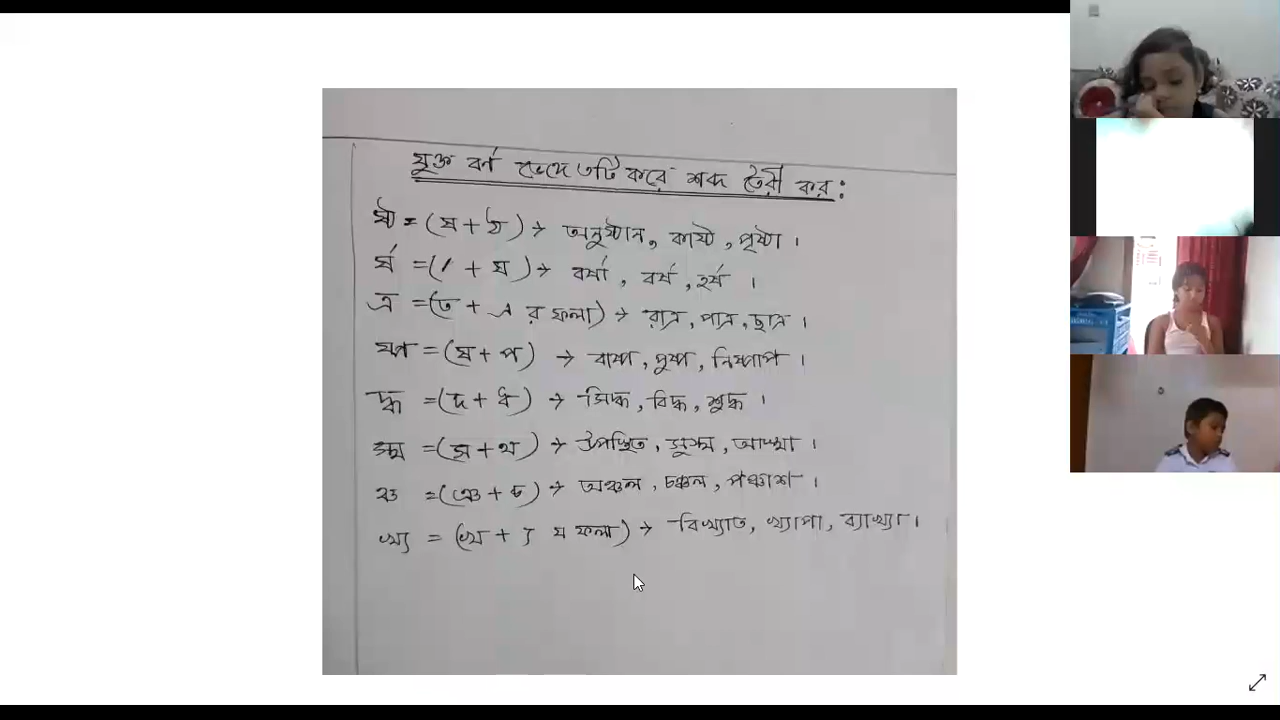 যুক্ত বর্ণ ভেঙ্গে ৩টি করে শব্দ তৈরী কর:
ষ্ঠ = (ষ + ঠ) → অনুষ্ঠান, কাষ্ঠ, পৃষ্ঠা।
র্ষ = (র্ + ষ) → বর্ষা, বর্ষ, হর্ষ।
ত্র = (ত + ্র র ফলা) → রাত্র, পাত্র, ছাত্র।
ষ্প = (ষ + প) → বাষ্প, পুষ্প, নিষ্পাপ।
দ্ধ = (দ + ধ) → সিদ্ধ, বিদ্ধ, শুদ্ধ।
স্থ = (স + থ) → উপস্থিত, সুস্থ, আস্থা।
ঞ্চ = (ঞ + চ) → অঞ্চল, চঞ্চল, পঞ্চাশ।
খ্য = (খ + ্য য ফলা) → বিখ্যাত, খ্যাপা, ব্যাখ্যা।